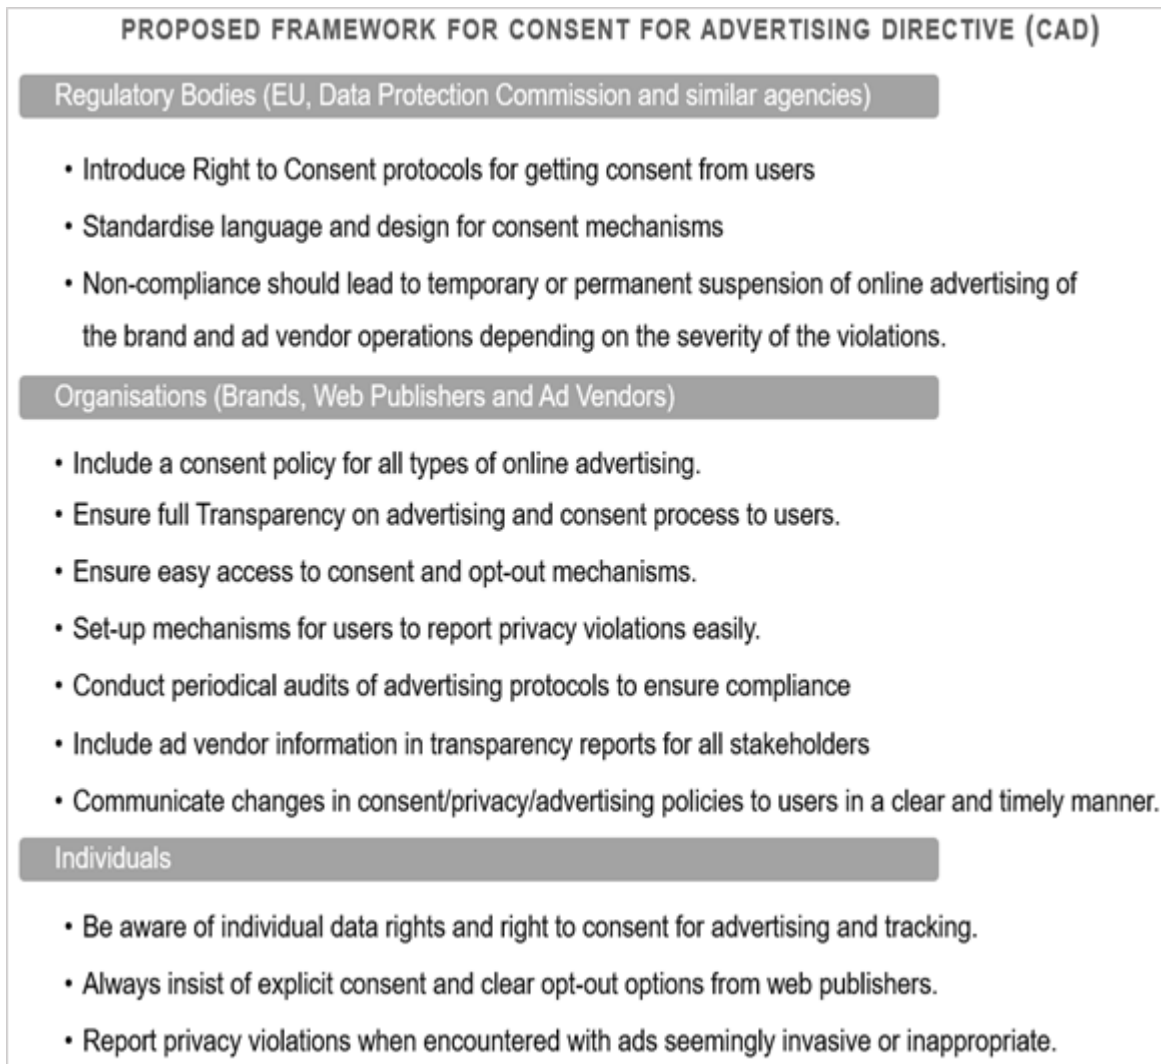 PROPOSED FRAMEWORK FOR CONSENT FOR ADVERTISING DIRECTIVE (CAD)
Regulatory Bodies (EU, Data Protection Commission and similar agencies)
• Introduce Right to Consent protocols for getting consent from users
• Standardise language and design for consent mechanisms
• Non-compliance should lead to temporary or permanent suspension of online advertising of
the brand and ad vendor operations depending on the severity of the violations.
Organisations (Brands, Web Publishers and Ad Vendors)
• Include a consent policy for all types of online advertising.
• Ensure full Transparency on advertising and consent process to users.
• Ensure easy access to consent and opt-out mechanisms.
• Set-up mechanisms for users to report privacy violations easily.
• Conduct periodical audits of advertising protocols to ensure compliance
• Include ad vendor information in transparency reports for all stakeholders
• Communicate changes in consent/privacy/advertising policies to users in a clear and timely manner.
Individuals
• Be aware of individual data rights and right to consent for advertising and tracking.
• Always insist of explicit consent and clear opt-out options from web publishers.
• Report privacy violations when encountered with ads seemingly invasive or inappropriate.